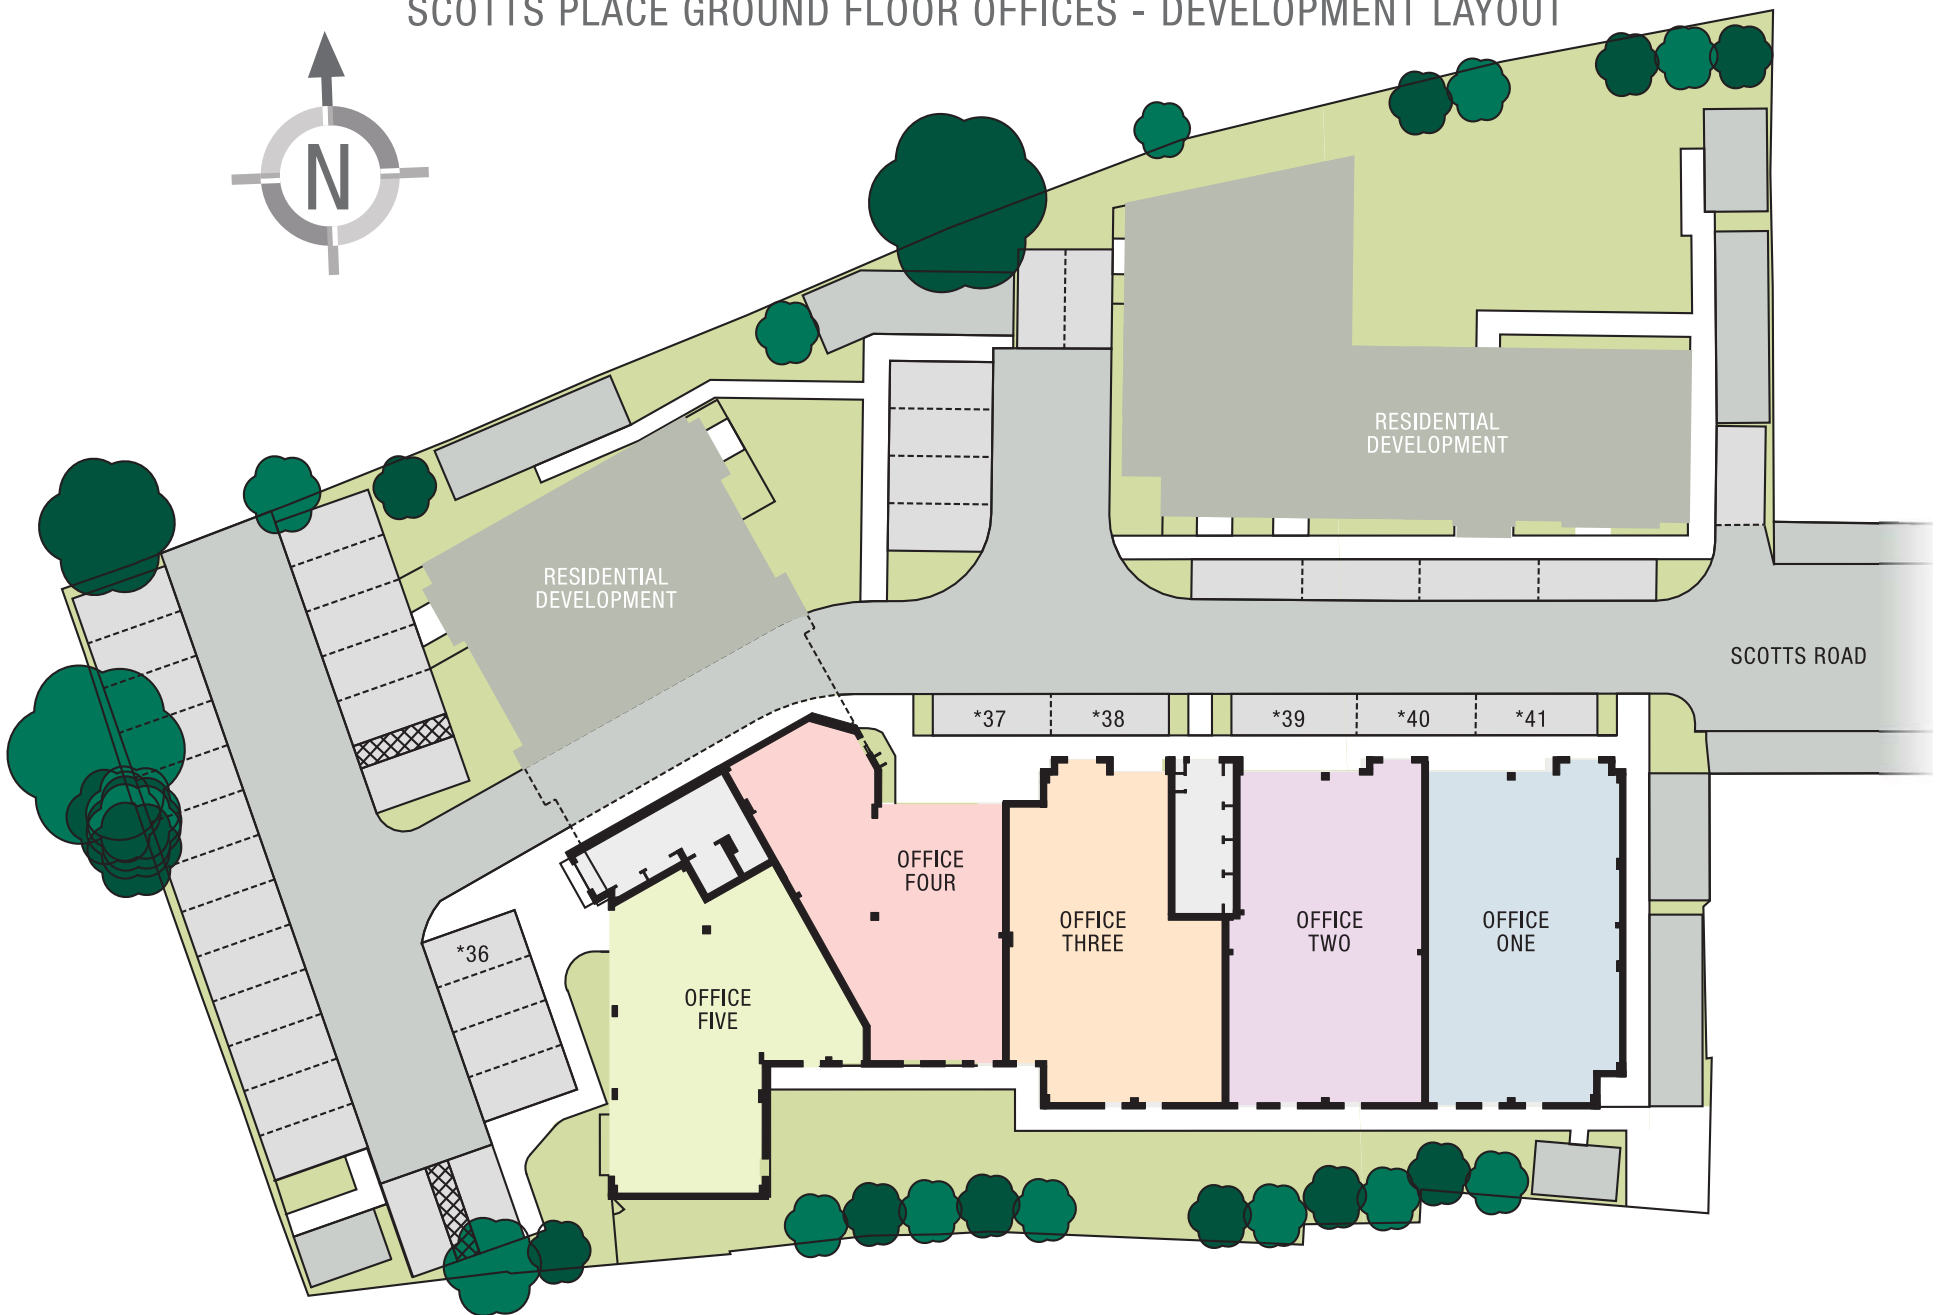 SCOTTS PLACE GROUND FLOOR OFFICES - DEVELOPMENT LAYOUT
N
RESIDENTIAL
DEVELOPMENT
RESIDENTIAL
DEVELOPMENT
SCOTTS ROAD
*37
*38
*39
*40
*41
OFFICE
FOUR
OFFICE
THREE
OFFICE
TWO
OFFICE
ONE
*36
OFFICE
FIVE